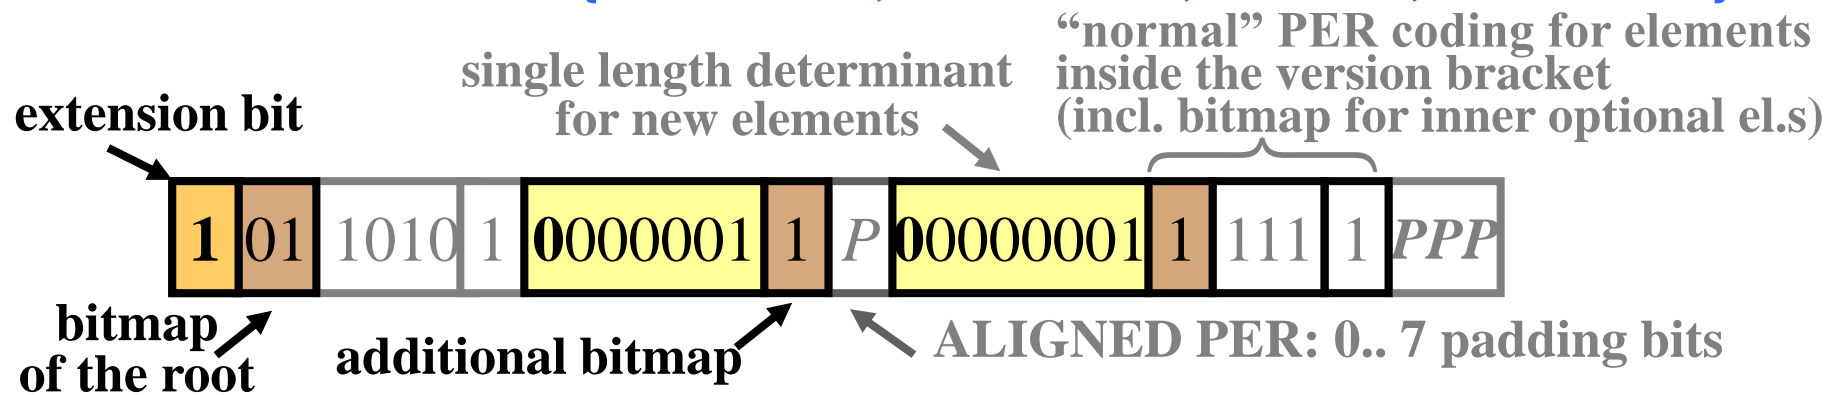 “normal” PER coding for elements
inside the version bracket
(incl. bitmap for inner optional el.s)
single length determinant
for new elements
extension bit
1 01 1010 1 0000001 1 P 00000001 1 111 1 PPP
bitmap
of the root
additional bitmap
ALIGNED PER: 0.. 7 padding bits